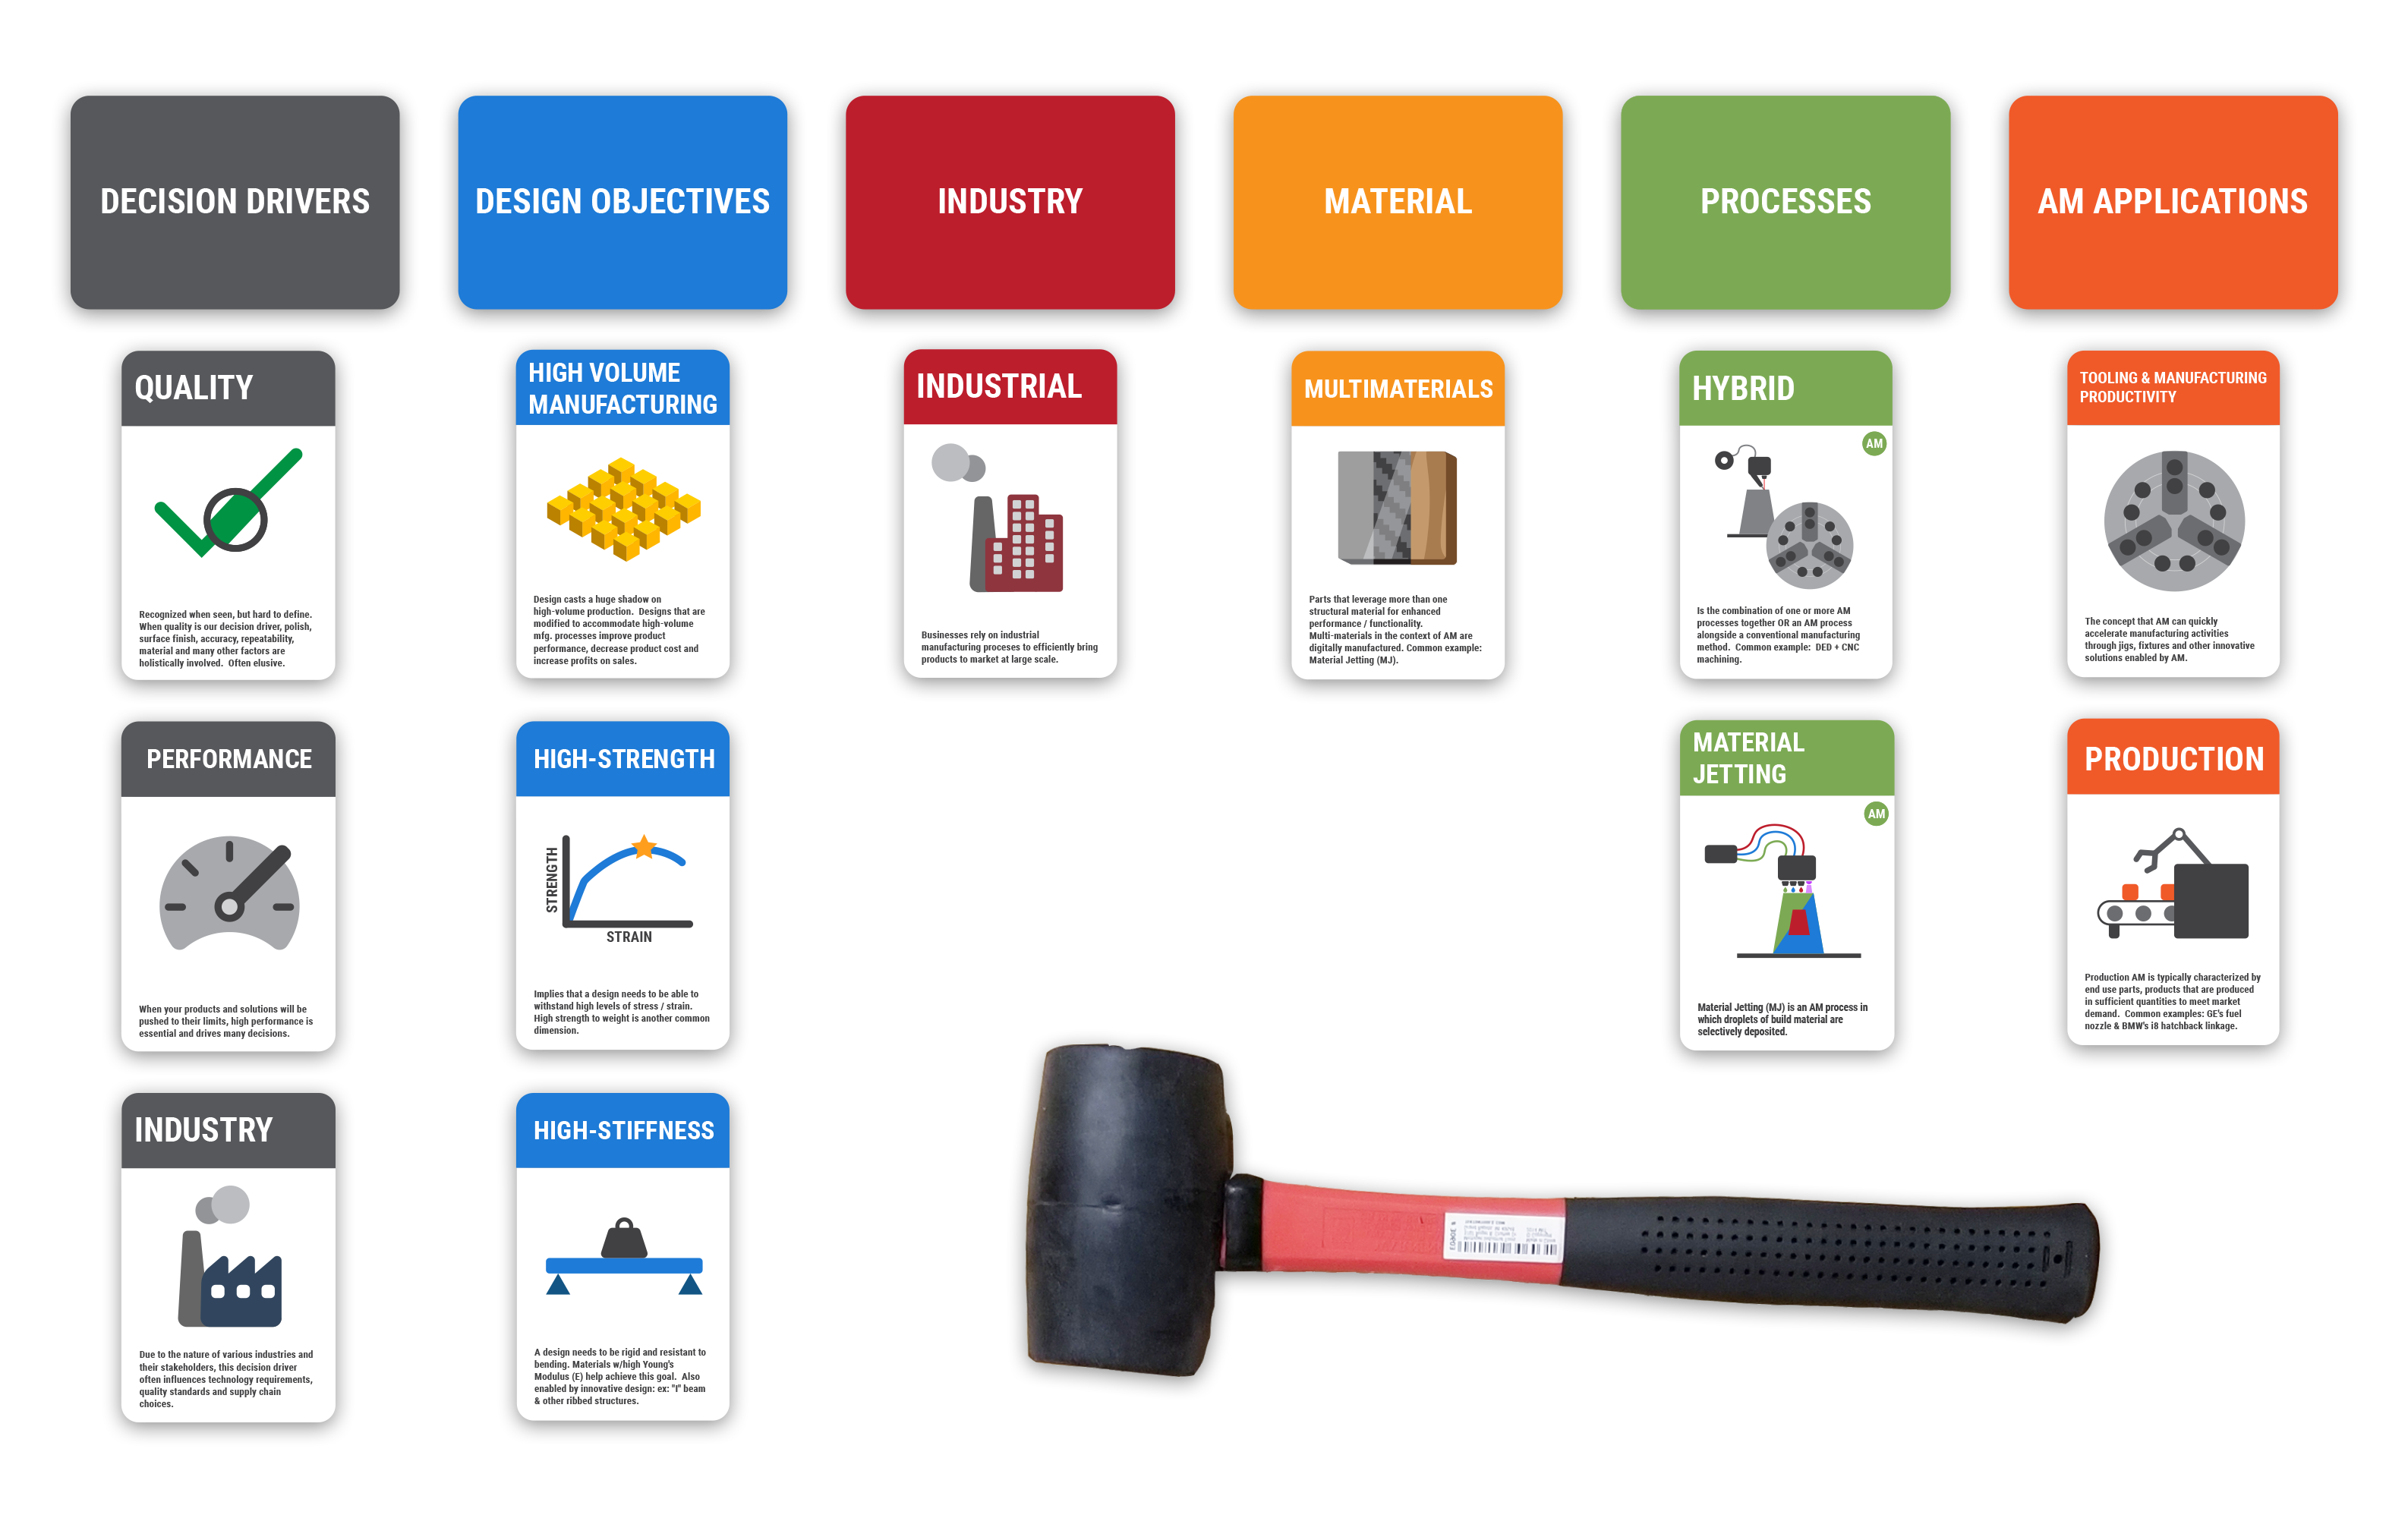 DECISION DRIVERS
DESIGN OBJECTIVES
INDUSTRY
MATERIAL
PROCESSES
AM APPLICATIONS
QUALITY
Recognized when seen, but hard to define.
When quality is our decision driver, polish,
surface finish, accuracy, repeatability,
material and many other factors are
holistically involved.  Often elusive.
HIGH VOLUME
MANUFACTURING
Design casts a huge shadow on
high-volume production.  Designs that are
modified to accommodate high-volume
mfg. processes improve product
performance, decrease product cost and
increase profits on sales.
INDUSTRIAL
Businesses rely on industrial
manufacturing proceses to efficiently bring
products to market at large scale.
MULTIMATERIALS
Parts that leverage more than one
structural material for enhanced
performance / functionality.
Multi-materials in the context of AM are
digitally manufactured. Common example:
Material Jetting (MJ).
HYBRID
AM
Is the combination of one or more AM
processes together OR an AM process
alongside a conventional manufacturing
method.  Common example:  DED + CNC
machining.
TOOLING & MANUFACTURING
PRODUCTIVITY
The concept that AM can quickly
accelerate manufacturing activities
through jigs, fixtures and other innovative
solutions enabled by AM.
PERFORMANCE
When your products and solutions will be
pushed to their limits, high performance is
essential and drives many decisions.
HIGH-STRENGTH
STRENGTH
STRAIN
Implies that a design needs to be able to
withstand high levels of stress / strain.
High strength to weight is another common
dimension.
MATERIAL
JETTING
AM
Material Jetting (MJ) is an AM process in
which droplets of build material are
selectively deposited.
PRODUCTION
Production AM is typically characterized by
end use parts, products that are produced
in sufficient quantities to meet market
demand.  Common examples: GE's fuel
nozzle & BMW's i8 hatchback linkage.
INDUSTRY
Due to the nature of various industries and
their stakeholders, this decision driver
often influences technology requirements,
quality standards and supply chain
choices.
HIGH-STIFFNESS
A design needs to be rigid and resistant to
bending. Materials w/high Young's
Modulus (E) help achieve this goal.  Also
enabled by innovative design: ex: "I" beam
& other ribbed structures.